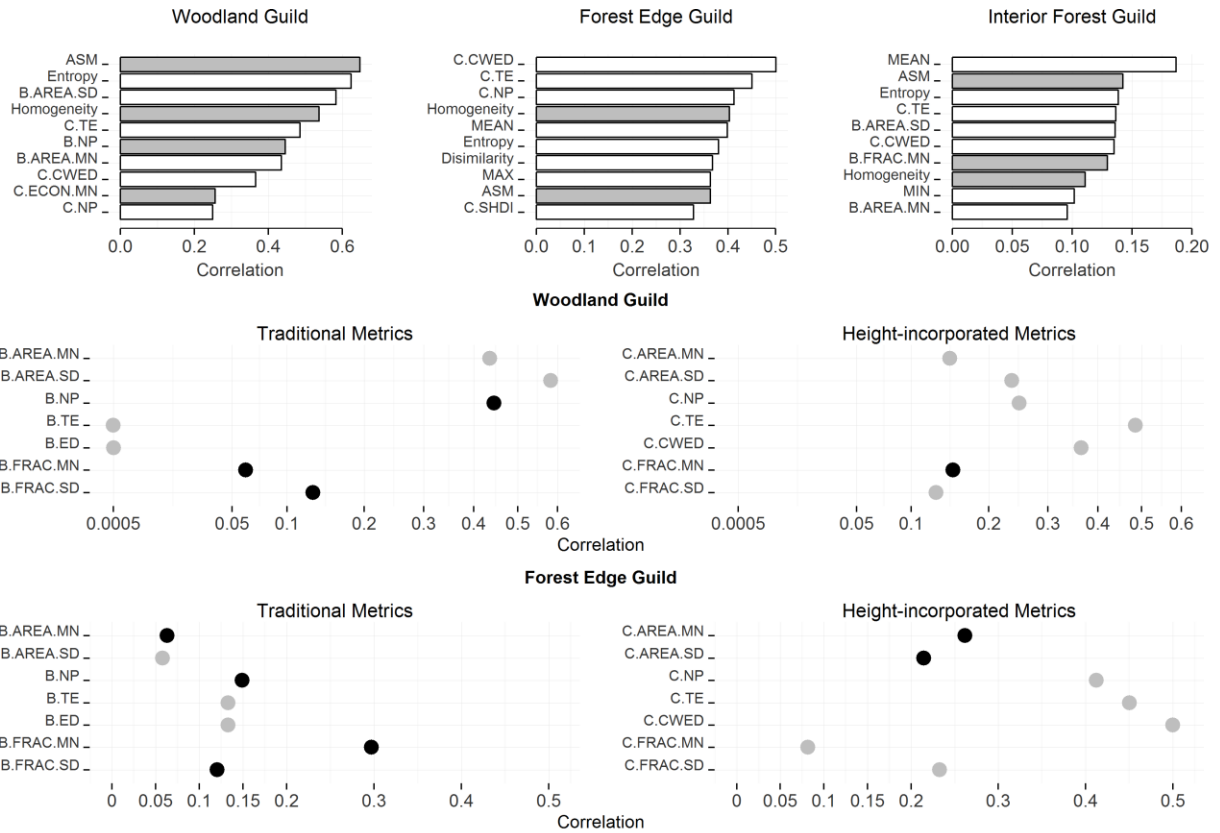 Woodland Guild
ASM
Entropy
B.AREA.SD
Homogeneity
C.TE
B.NP
B.AREA.MN
C.CWED
C.ECON.MN
C.NP
0.0 0.2 0.4 0.6
Correlation
Forest Edge Guild
C.CWED
C.TE
C.NP
Homogeneity
MEAN
Entropy
Disimilarity
MAX
ASM
C.SHDI
0.0 0.1 0.2 0.3 0.4 0.5
Correlation
Interior Forest Guild
MEAN
ASM
Entropy
C.TE
B.AREA.SD
C.CWED
B.FRAC.MN
Homogeneity
MIN
B.AREA.MN
0.00 0.05 0.10 0.15 0.20
Correlation
Woodland Guild
Traditional Metrics
B.AREA.MN
B.AREA.SD
B.NP
B.TE
B.ED
B.FRAC.MN
B.FRAC.SD
0.0005 0.05 0.1 0.2 0.3 0.4 0.5 0.6
Correlation
Height-incorporated Metrics
C.AREA.MN
C.AREA.SD
C.NP
C.TE
C.CWED
C.FRAC.MN
C.FRAC.SD
0.0005 0.05 0.1 0.2 0.3 0.4 0.5 0.6
Forest Edge Guild
Traditional Metrics
B.AREA.MN
B.AREA.SD
B.NP
B.TE
B.ED
B.FRAC.MN
B.FRAC.SD
0 0.05 0.1 0.15 0.2 0.3 0.4 0.5
Correlation
Height-incorporated Metrics
C.AREA.MN
C.AREA.SD
C.NP
C.TE
C.CWED
C.FRAC.MN
C.FRAC.SD
0 0.05 0.1 0.2 0.3 0.4 0.5